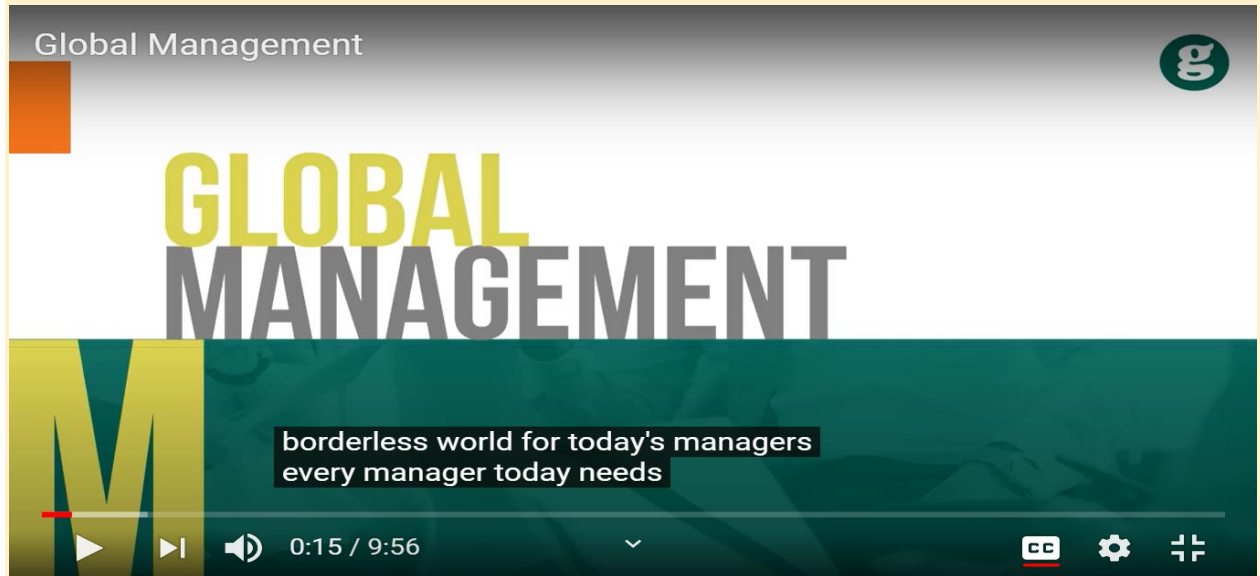 Global Management
g
GLOBAL
MANAGEMENT
M
borderless world for today's managers
every manager today needs
0:15 / 9:56
CC